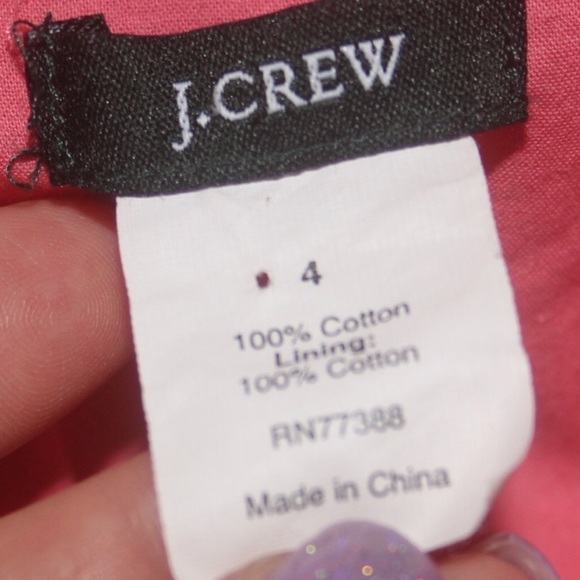 J.CREW
4
100% Cotton
Lining:
100% Cotton
RN77388
Made in China